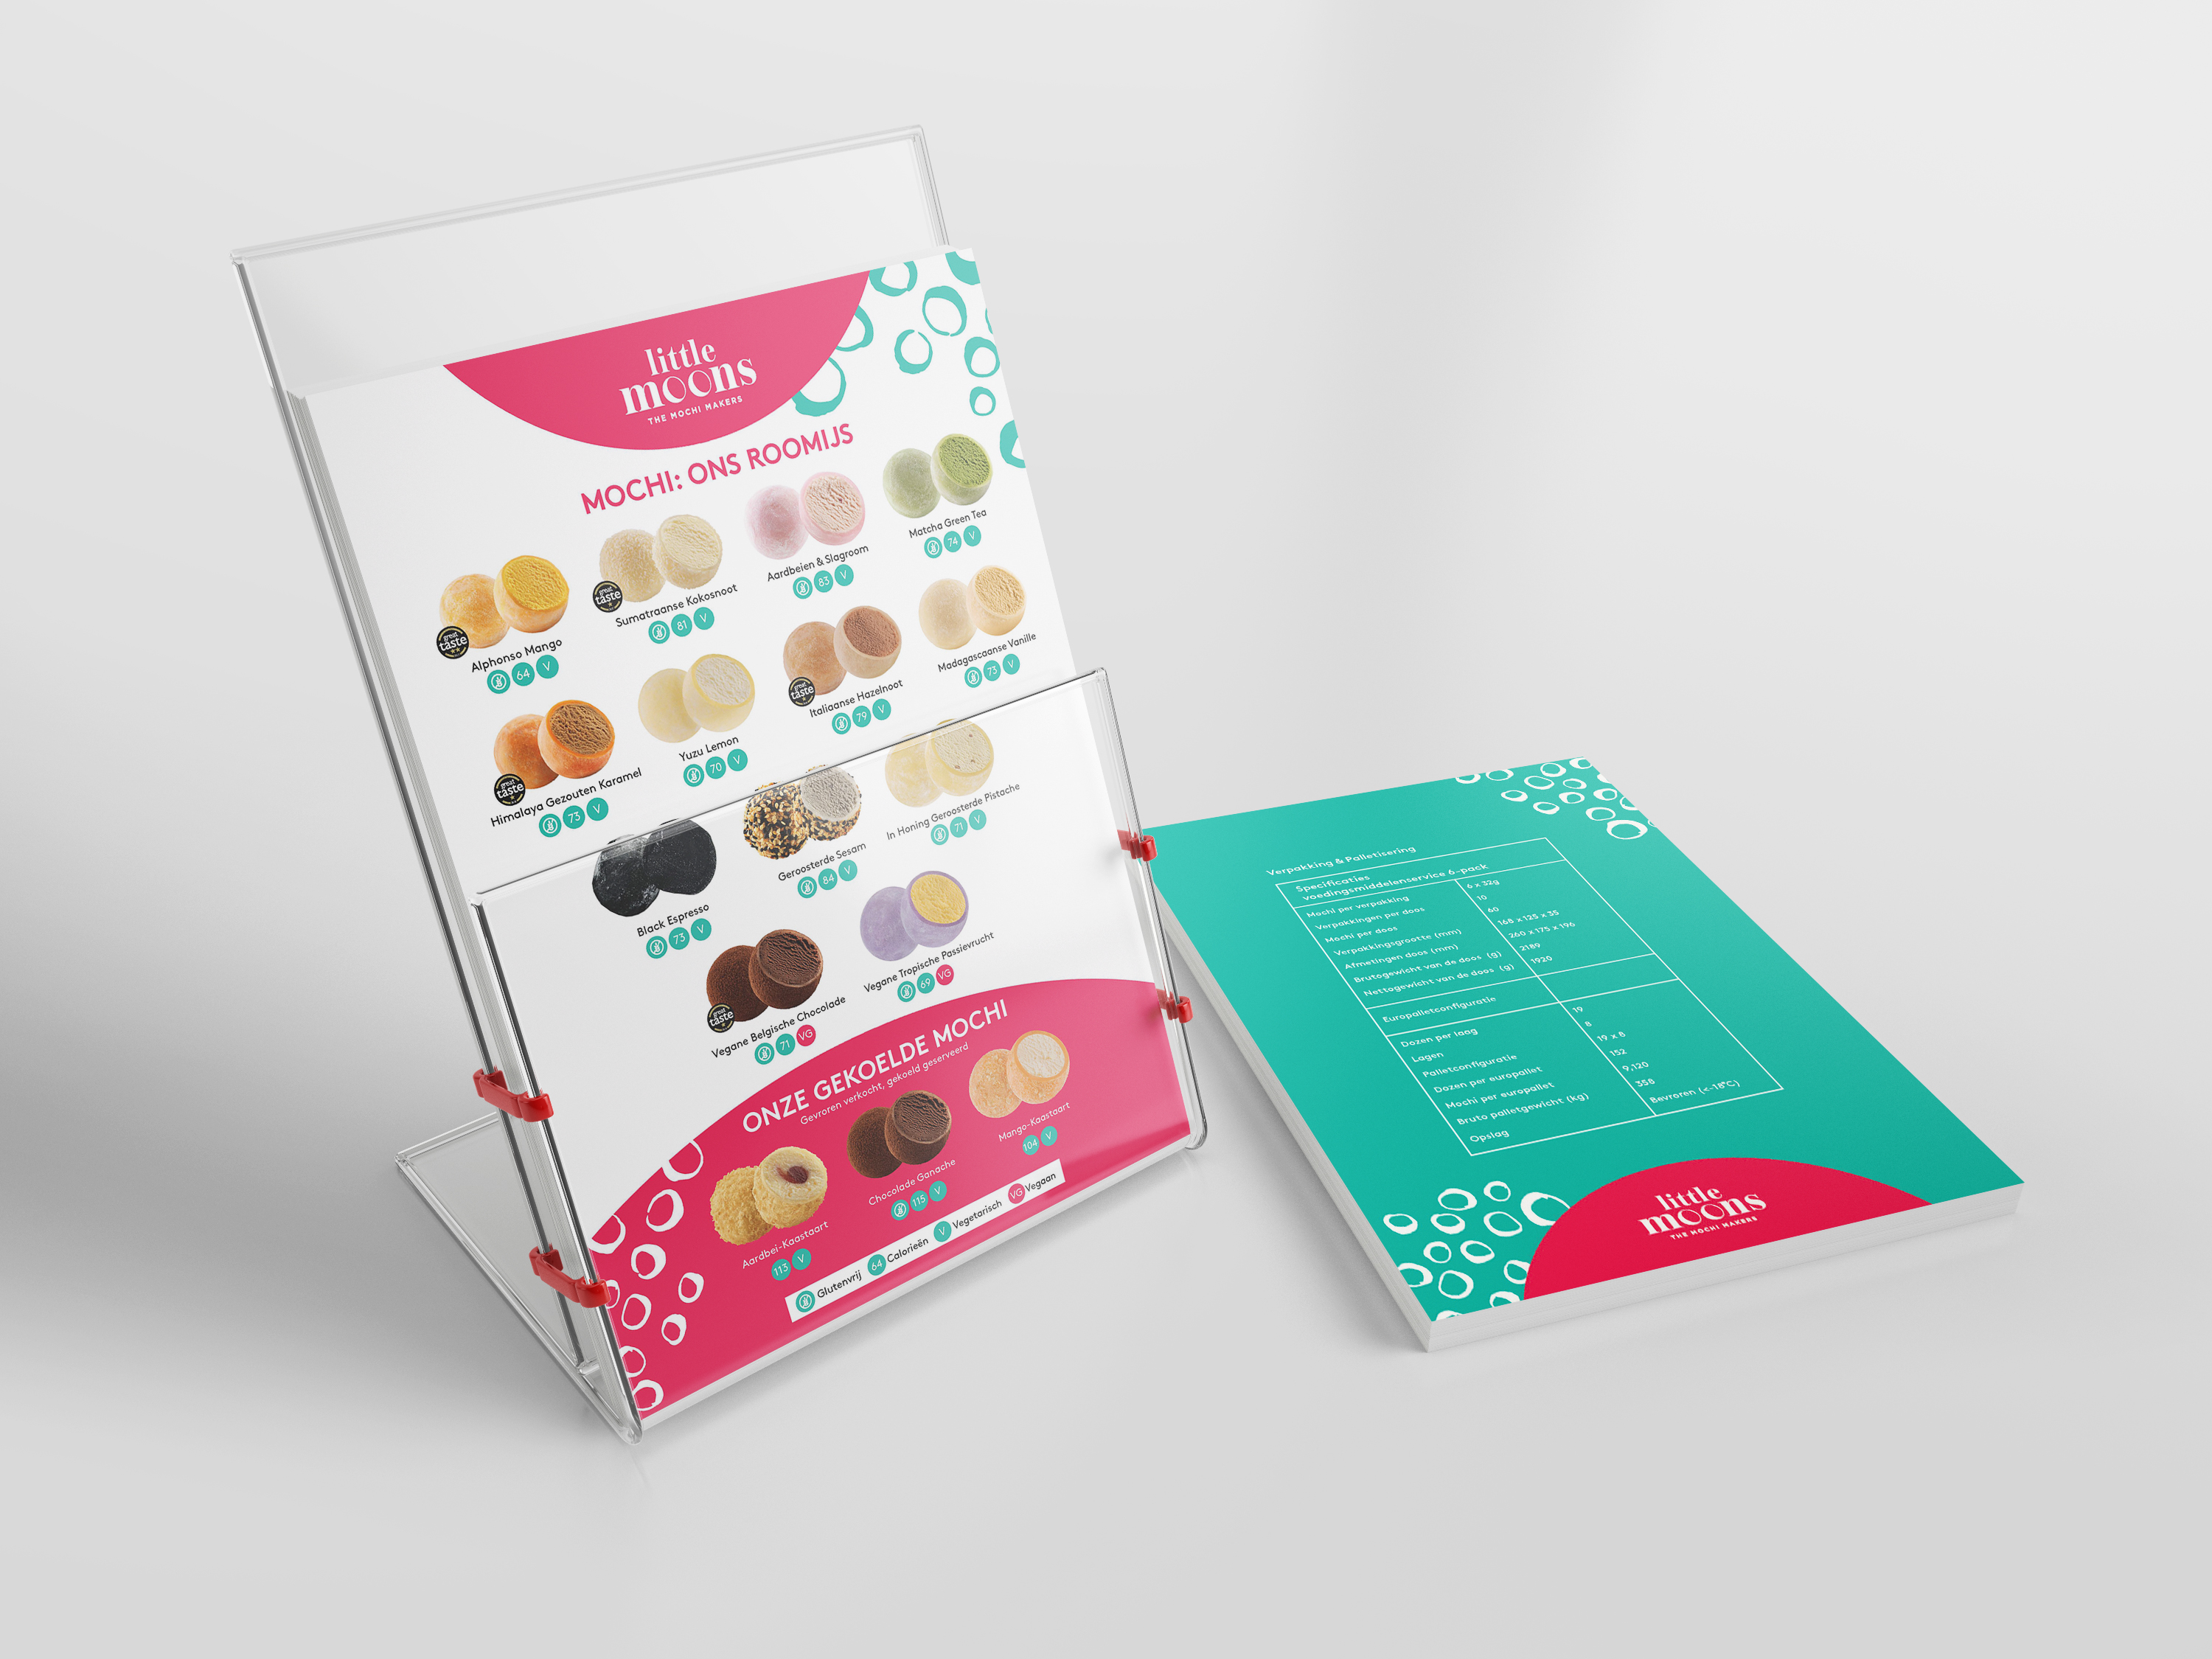 little
moons
THE MOCHI MAKERS
MOCHI: ONS ROOMIJS
great
taste
Alphonso Mango
64 V
great
taste
Sumatraanse Kokosnoot
81 V
Aardbeien & Slagroom
83 V
Matcha Green Tea
74 V
great
taste
Himalaya Gezouten Karamel
73 V
Yuzu Lemon
70 V
great
taste
Italiaanse Hazelnoot
79 V
Madagascaanse Vanille
73 V
Black Espresso
73 V
Geroosterde Sesam
84 V
In Honing Geroosterde Pistache
71 V
great
taste
Vegane Belgische Chocolade
71 VG
Vegane Tropische Passievrucht
69 VG
ONZE GEKOELDE MOCHI
Gevroren verkocht, gekoeld geserveerd
Aardbei-Kaastaart
113 V
Chocolade Ganache
115 V
Mango-Kaastaart
104 V
Glutenvrij 64 Calorieën V Vegetarisch VG Vegaan
Verpakking & Palletisering
Specificaties
voedingsmiddelenservice 6-pack
Mochi per verpakking 6 x 32g
Verpakkingen per doos 10
Mochi per doos 60
Verpakkingsgrootte (mm) 168 x 125 x 35
Afmetingen doos (mm) 260 x 175 x 196
Brutogewicht van de doos (g) 2189
Nettogewicht van de doos (g) 1920
Europalletconfiguratie
Dozen per laag 19
Lagen 8
Palletconfiguratie 19 x 8
Dozen per europallet 152
Mochi per europallet 9,120
Bruto palletgewicht (kg) 358
Opslag Bevroren (<-18°C)
little
moons
THE MOCHI MAKERS